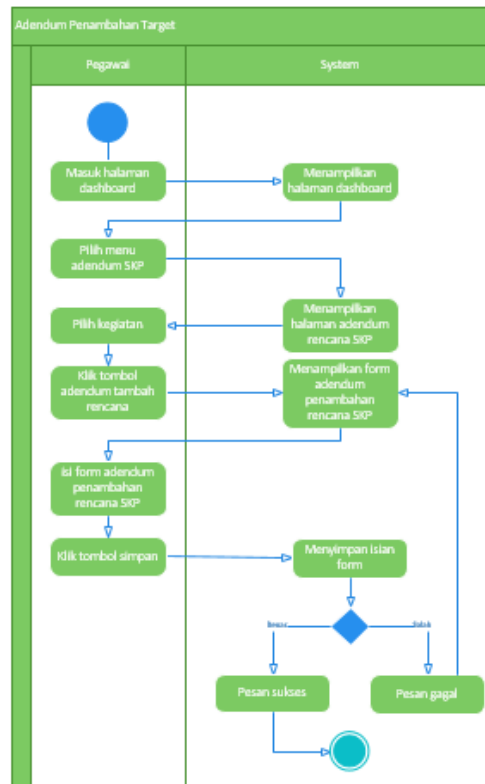 Adendum Penambahan Target
Pegawai
System
Masuk halaman
dashboard
Menampilkan
halaman dashboard
Pilih menu
adendum SKP
Menampilkan
halaman adendum
rencana SKP
Pilih kegiatan
Klik tombol
adendum tambah
rencana
Menampilkan form
adendum
penambahan
rencana SKP
Isi form adendum
penambahan
rencana SKP
Klik tombol simpan
Menyimpan isian
form
Pesan sukses
Pesan gagal